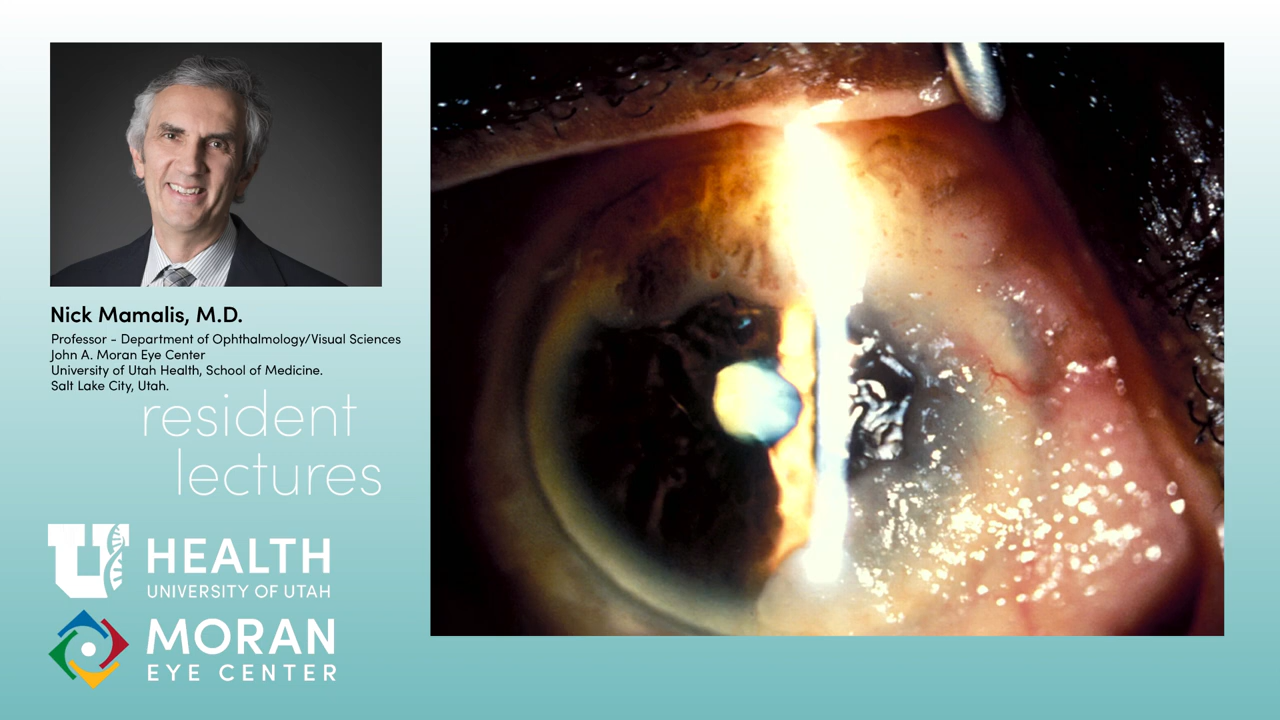 Nick Mamalis, M.D.
Professor - Department of Ophthalmology/Visual Sciences
John A. Moran Eye Center
University of Utah Health, School of Medicine.
Salt Lake City, Utah.
resident
lectures
U HEALTH
UNIVERSITY OF UTAH
MORAN
EYE CENTER